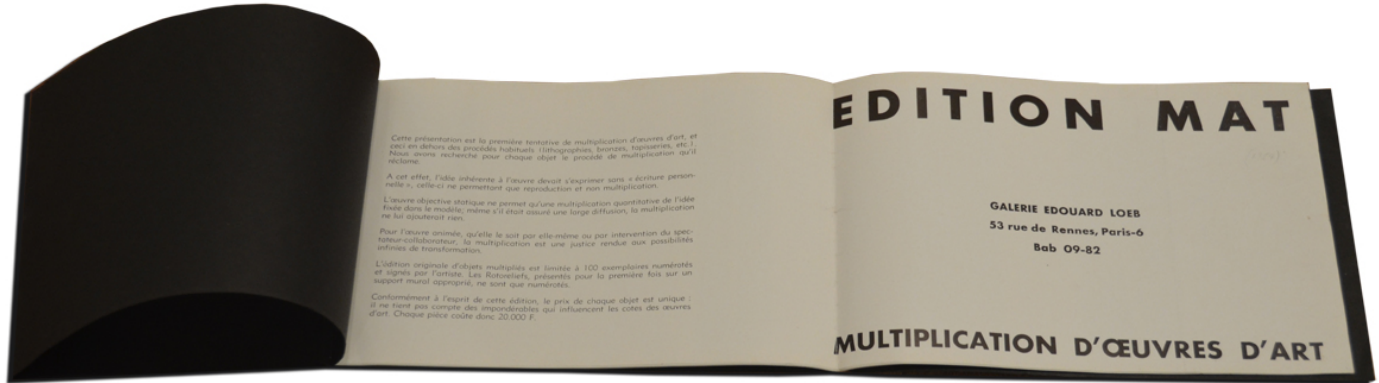 Cette présentation est la première tentative de multiplication d'œuvres d'art, et
ceci en dehors des procédés habituels (lithographies, bronzes, tapisseries, etc.).
Nous avons recherché pour chaque objet le procédé de multiplication qu'il
réclame.
A cet effet, l'idée inhérente à l'œuvre devait s'exprimer sans « écriture person-
nelle », celle-ci ne permettant que reproduction et non multiplication.
L'œuvre objective statique ne permet qu'une multiplication quantitative de l'idée
fixée dans le modèle; même s'il était assuré une large diffusion, la multiplication
ne lui ajouterait rien.
Pour l'œuvre animée, qu'elle le soit par elle-même ou par intervention du spec-
tateur-collaborateur, la multiplication est une justice rendue aux possibilités
infinies de transformation.
L'édition originale d'objets multipliés est limitée à 100 exemplaires numérotés
et signés par l'artiste. Les Rotoreliefs, présentés pour la première fois sur un
support mural approprié, ne sont que numérotés.
Conformément à l'esprit de cette édition, le prix de chaque objet est unique :
il ne tient pas compte des impondérables qui influencent les cotes des œuvres
d'art. Chaque pièce coûte donc 20.000 F.
EDITION MAT
GALERIE EDOUARD LOEB
53 rue de Rennes, Paris-6
Bab 09-82
MULTIPLICATION D'ŒUVRES D'ART